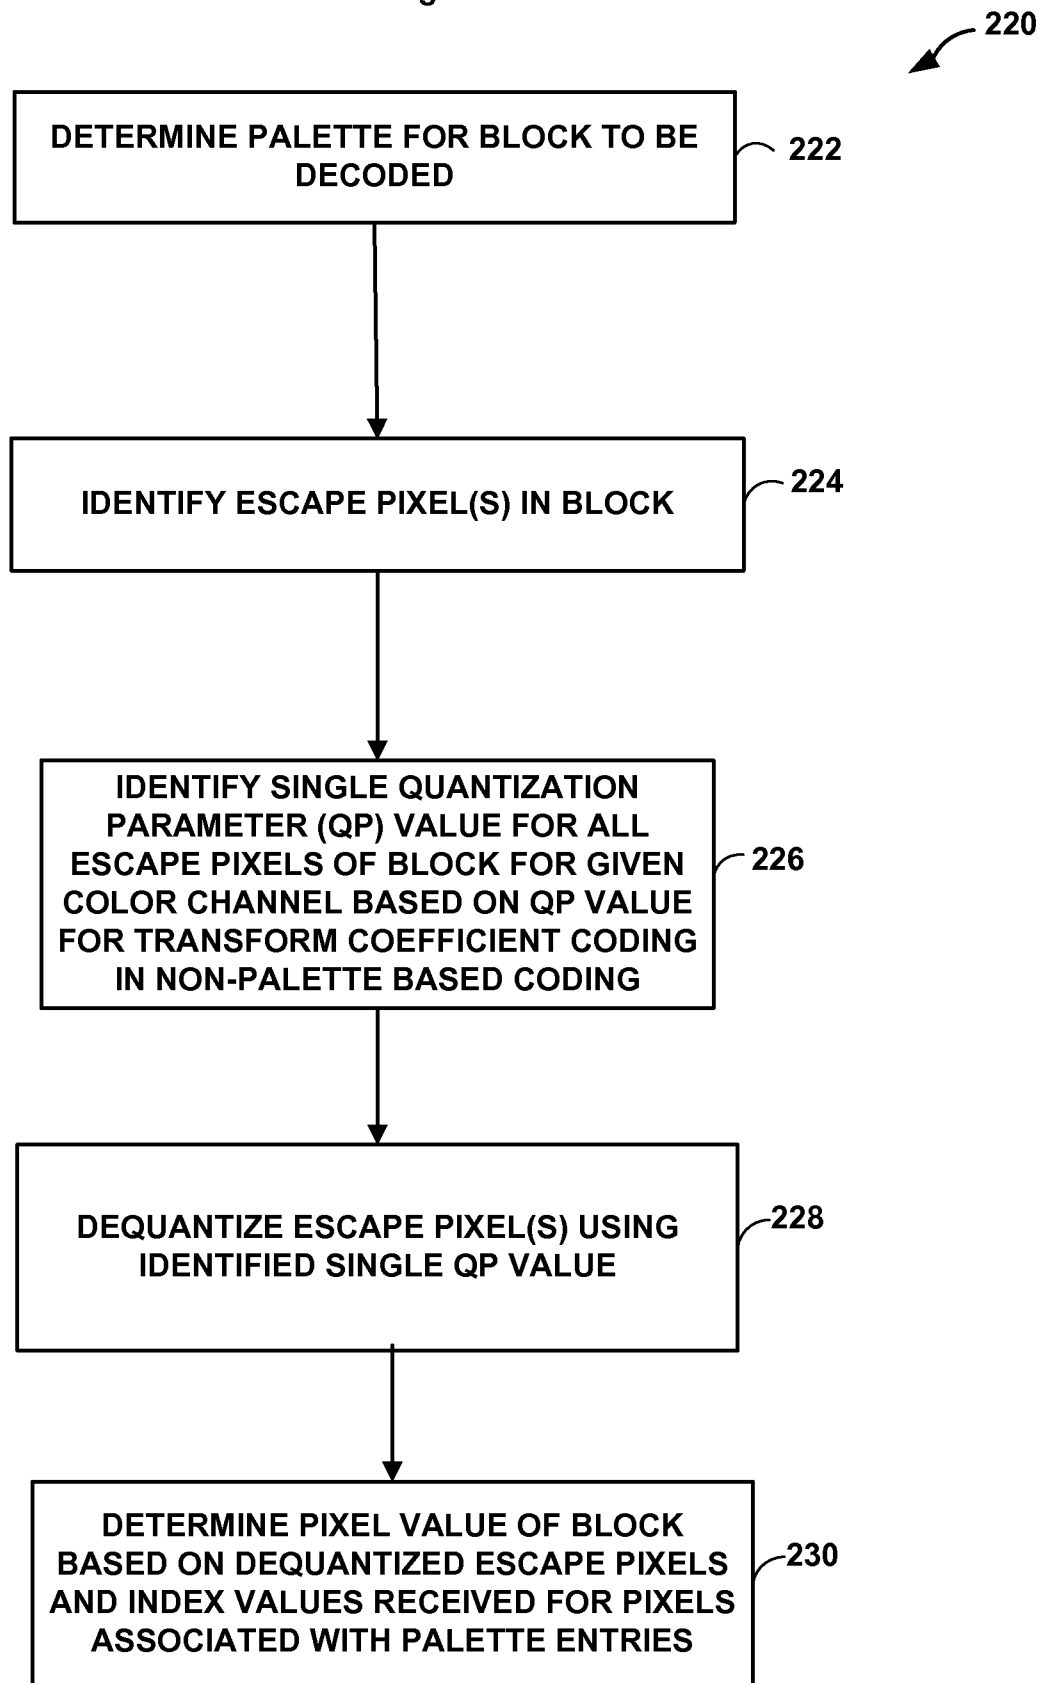 g
220
DETERMINE PALETTE FOR BLOCK TO BE
DECODED
222
IDENTIFY ESCAPE PIXEL(S) IN BLOCK
224
IDENTIFY SINGLE QUANTIZATION
PARAMETER (QP) VALUE FOR ALL
ESCAPE PIXELS OF BLOCK FOR GIVEN
COLOR CHANNEL BASED ON QP VALUE
FOR TRANSFORM COEFFICIENT CODING
IN NON-PALETTE BASED CODING
226
DEQUANTIZE ESCAPE PIXEL(S) USING
IDENTIFIED SINGLE QP VALUE
228
DETERMINE PIXEL VALUE OF BLOCK
BASED ON DEQUANTIZED ESCAPE PIXELS
AND INDEX VALUES RECEIVED FOR PIXELS
ASSOCIATED WITH PALETTE ENTRIES
230